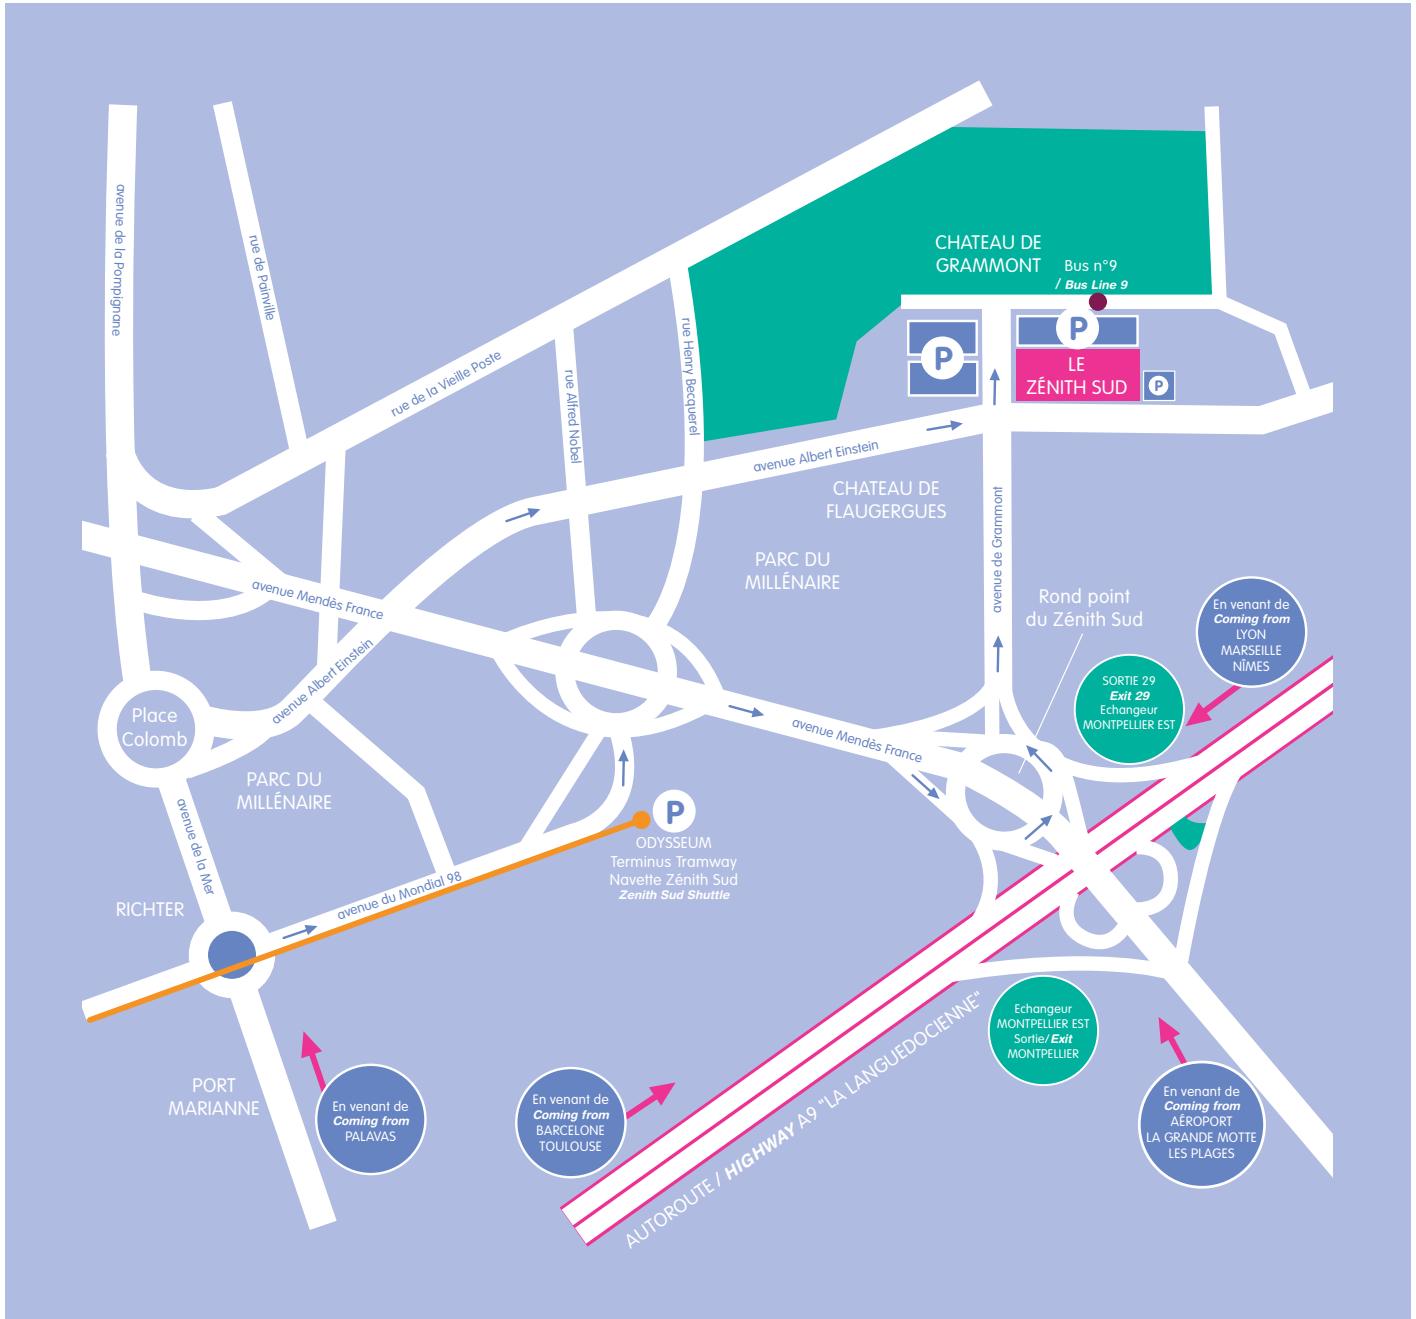 avenue de la Pompignane
rue de Painville
rue de la Vieille Poste
rue Alfred Nobel
rue Henry Becquerel
CHATEAU DE
GRAMMONT
Bus n°9
/ Bus Line 9
P
P
LE
ZÉNITH SUD
P
avenue Albert Einstein
CHATEAU DE
FLAUGERGUES
PARC DU
MILLÉNAIRE
avenue de Grammont
Rond point
du Zénith Sud
En venant de
Coming from
LYON
MARSEILLE
NÎMES
SORTIE 29
Exit 29
Echangeur
MONTPELLIER EST
avenue Mendès France
avenue Albert Einstein
Place
Colomb
avenue Mendès France
PARC DU
MILLÉNAIRE
avenue de la Mer
P
ODYSSEUM
Terminus Tramway
Navette Zénith Sud
Zenith Sud Shuttle
avenue du Mondial 98
RICHTER
PORT
MARIANNE
En venant de
Coming from
PALAVAS
En venant de
Coming from
BARCELONE
TOULOUSE
AUTOROUTE / HIGHWAY A9 "LA LANGUEDOCIENNE"
Echangeur
MONTPELLIER EST
Sortie/Exit
MONTPELLIER
En venant de
Coming from
AÉROPORT
LA GRANDE MOTTE
LES PLAGES